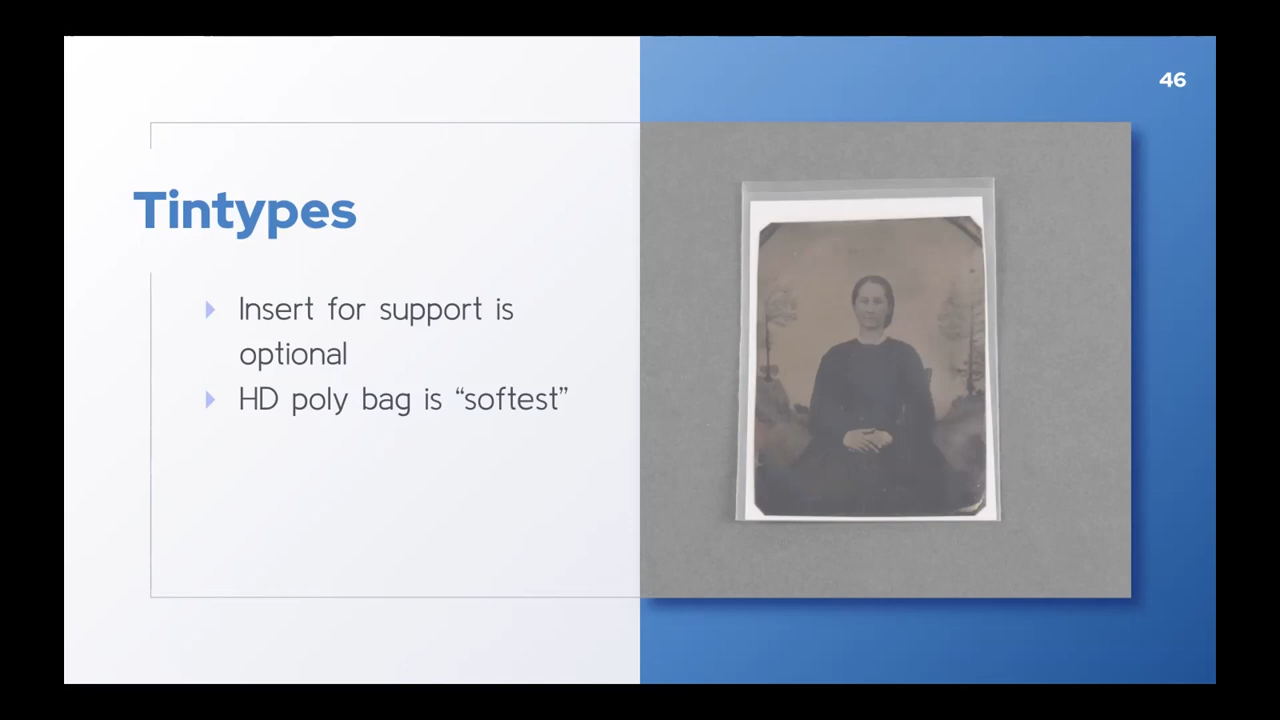 46
Tintypes
Insert for support is
optional
HD poly bag is “softest”